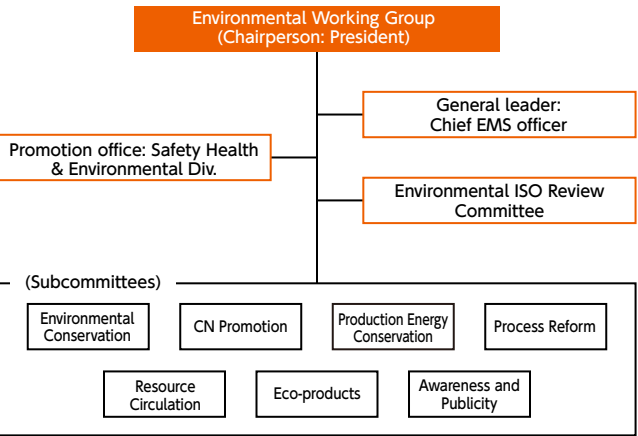 Environmental Working Group
(Chairperson: President)
General leader:
Chief EMS officer
Promotion office: Safety Health
& Environmental Div.
Environmental ISO Review
Committee
(Subcommittees)
Environmental
Conservation
CN Promotion
Production Energy
Conservation
Process Reform
Resource
Circulation
Eco-products
Awareness and
Publicity